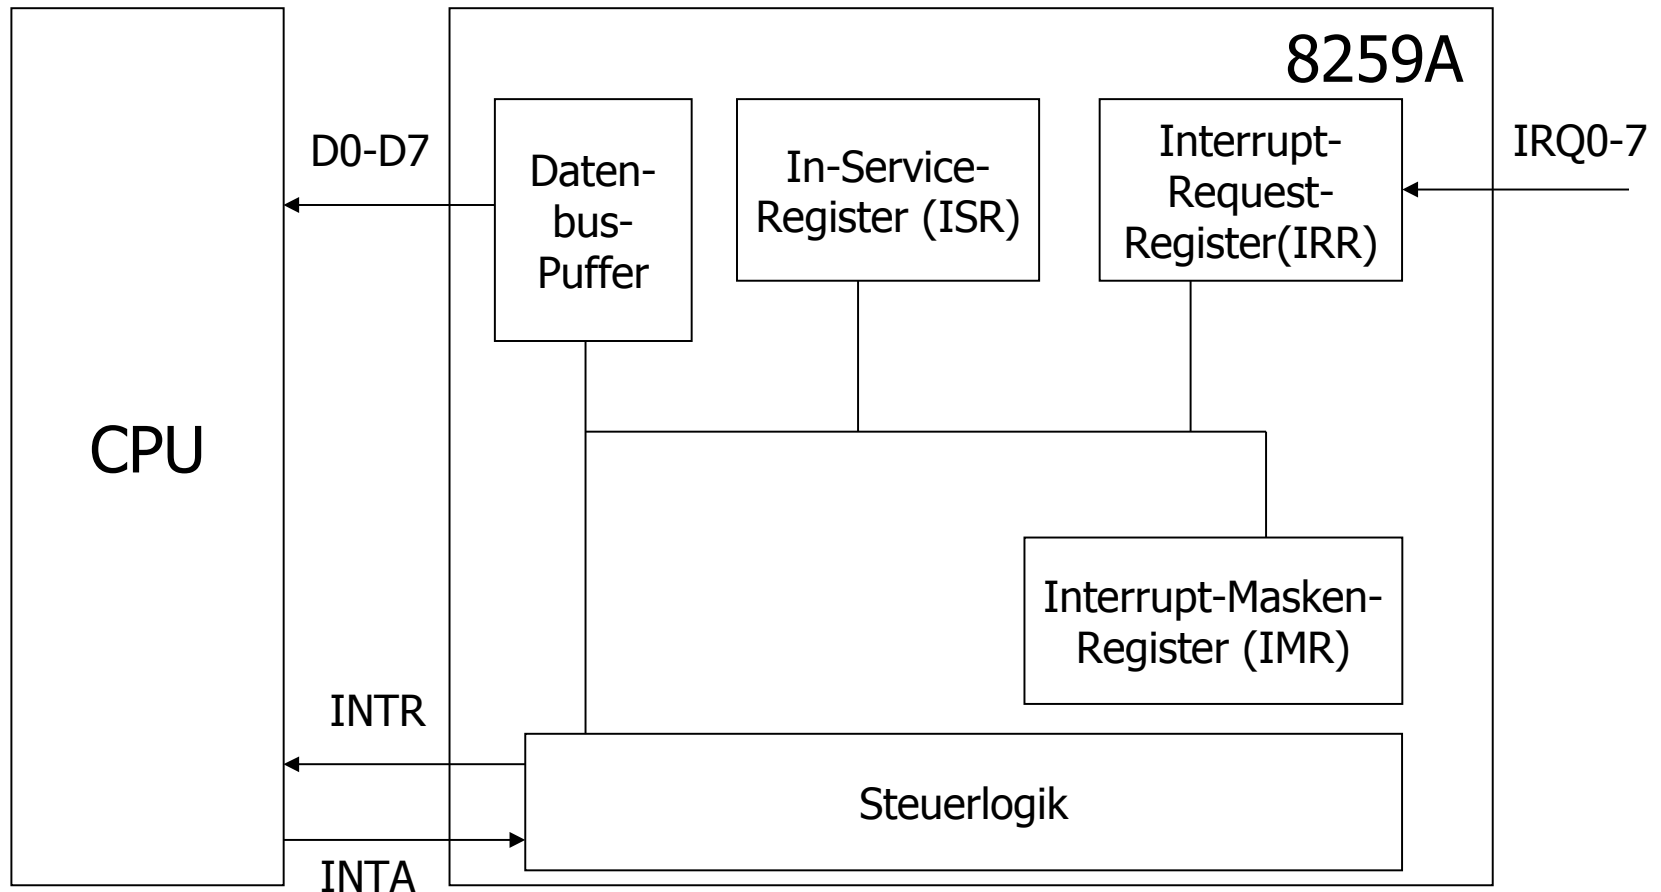 8259A
D0-D7
Daten-
bus-
Puffer
In-Service-
Register (ISR)
Interrupt-
Request-
Register(IRR)
IRQ0-7
CPU
Interrupt-Masken-
Register (IMR)
INTR
Steuerlogik
INTA